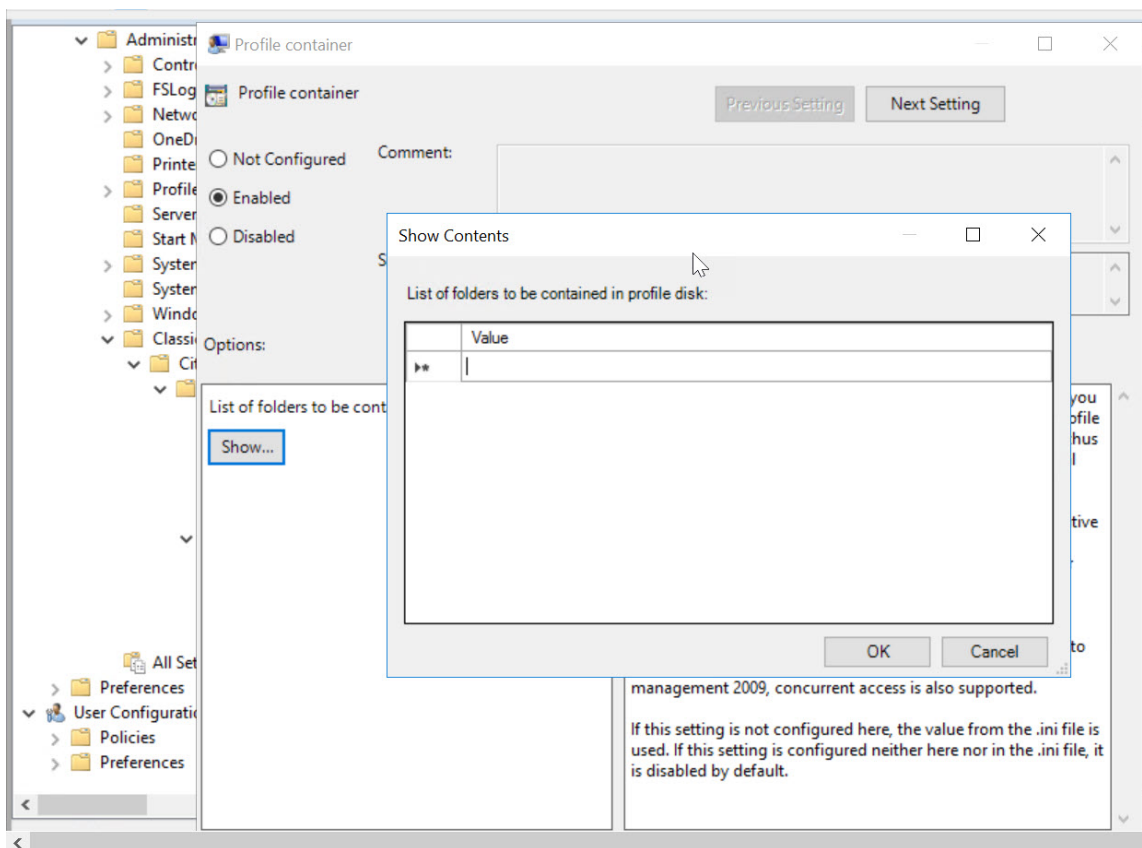 Administr
Profile container
Contr
FSLog
Profile container
Previous Setting
Next Setting
Netwo
OneDr
Printe
Not Configured
Comment:
Profile
Enabled
Server
Start M
Disabled
Show Contents
System
S
System
List of folders to be contained in profile disk:
Windo
Classic
Options:
Value
Cit
List of folders to be cont
you
ofile
Show...
thus
l
tive
OK
Cancel
to
All Set
Preferences
management 2009, concurrent access is also supported.
User Configuratio
Policies
If this setting is not configured here, the value from the .ini file is
used. If this setting is configured neither here nor in the .ini file, it
Preferences
is disabled by default.